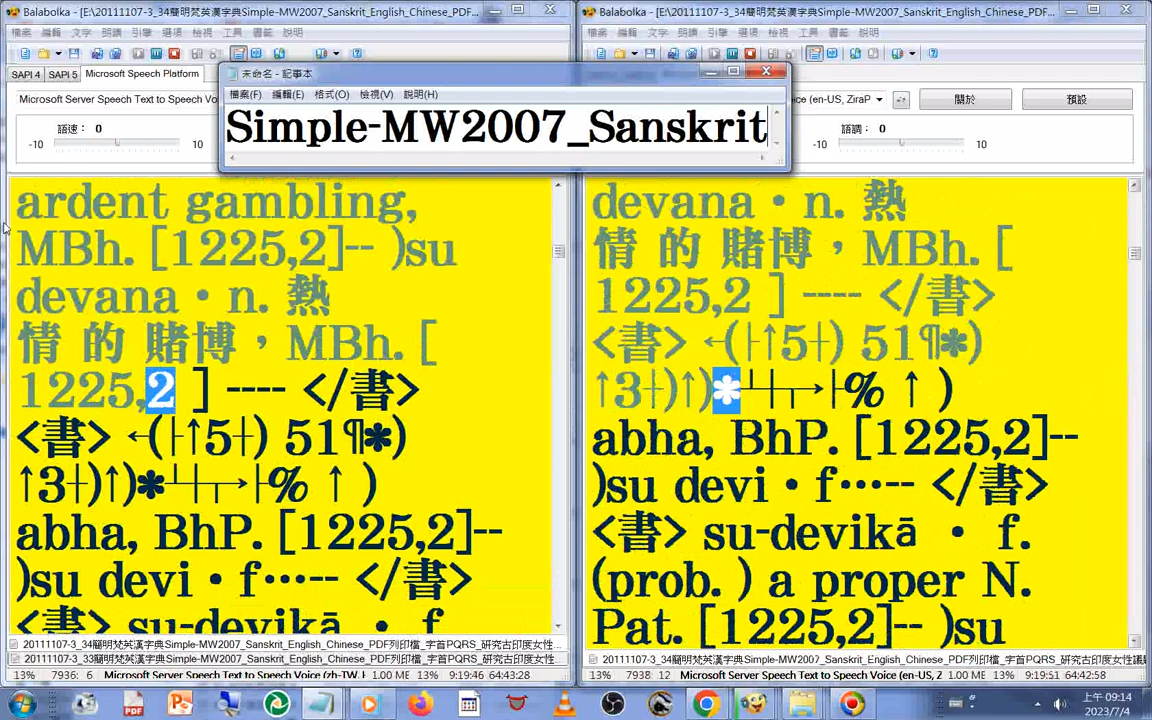 Balabolka - [E:\20111107-3_34簡明梵英漢字典Simple-MW2007_Sanskrit_English_Chinese_PDF...
檔案 編輯 文字 朗讀 引擎 選項 檢視 工具 書籤 說明
SAPI 4 SAPI 5 Microsoft Speech Platform
Microsoft Server Speech Text to Speech Vo
語速： 0
-10 10
ardent gambling,
MBh. [1225,2]-- )su
devana • n. 熱
情 的 賭博，MBh. [
1225,2 ] ---- </書>
<書> ←(├↑5┼) 51¶✽)
↑3┼)↑)✽┴┼┬→├% ↑ )
abha, BhP. [1225,2]--
)su devi • f…-- </書>
<書> su-devikā • f.
20111107-3_34簡明梵英漢字典Simple-MW2007_Sanskrit_English_Chinese_PDF列印檔_字首PQRS_研究古印度女性...
20111107-3_33簡明梵英漢字典Simple-MW2007_Sanskrit_English_Chinese_PDF列印檔_字首PQRS_研究古印度女性...
13% 7936: 6 Microsoft Server Speech Text to Speech Voice (zh-TW, 1.00 ME 9:19:46 64:43:28
未命名 - 記事本
檔案(F) 編輯(E) 格式(O) 檢視(V) 說明(H)
Simple-MW2007_Sanskrit
Balabolka - [E:\20111107-3_34簡明梵英漢字典Simple-MW2007_Sanskrit_English_Chinese_PDF...
檔案 編輯 文字 朗讀 引擎 選項 檢視 工具 書籤 說明
ice (en-US, ZiraP 關於 預設
語調： 0
-10 10
devana • n. 熱
情 的 賭博，MBh. [
1225,2 ] ---- </書>
<書> ←(├↑5┼) 51¶✽)
↑3┼)↑)✽┴┼┬→├% ↑ )
abha, BhP. [1225,2]--
)su devi • f…-- </書>
<書> su-devikā • f.
(prob. ) a proper N.
Pat. [1225,2]-- )su
20111107-3_34簡明梵英漢字典Simple-MW2007_Sanskrit_English_Chinese_PDF列印檔_字首PQRS_研究古印度女性議
13% 7938 12 Microsoft Server Speech Text to Speech Voice (en-US, Z 1.00 ME 9:19:51 64:42:58
上午 09:14
2023/7/4